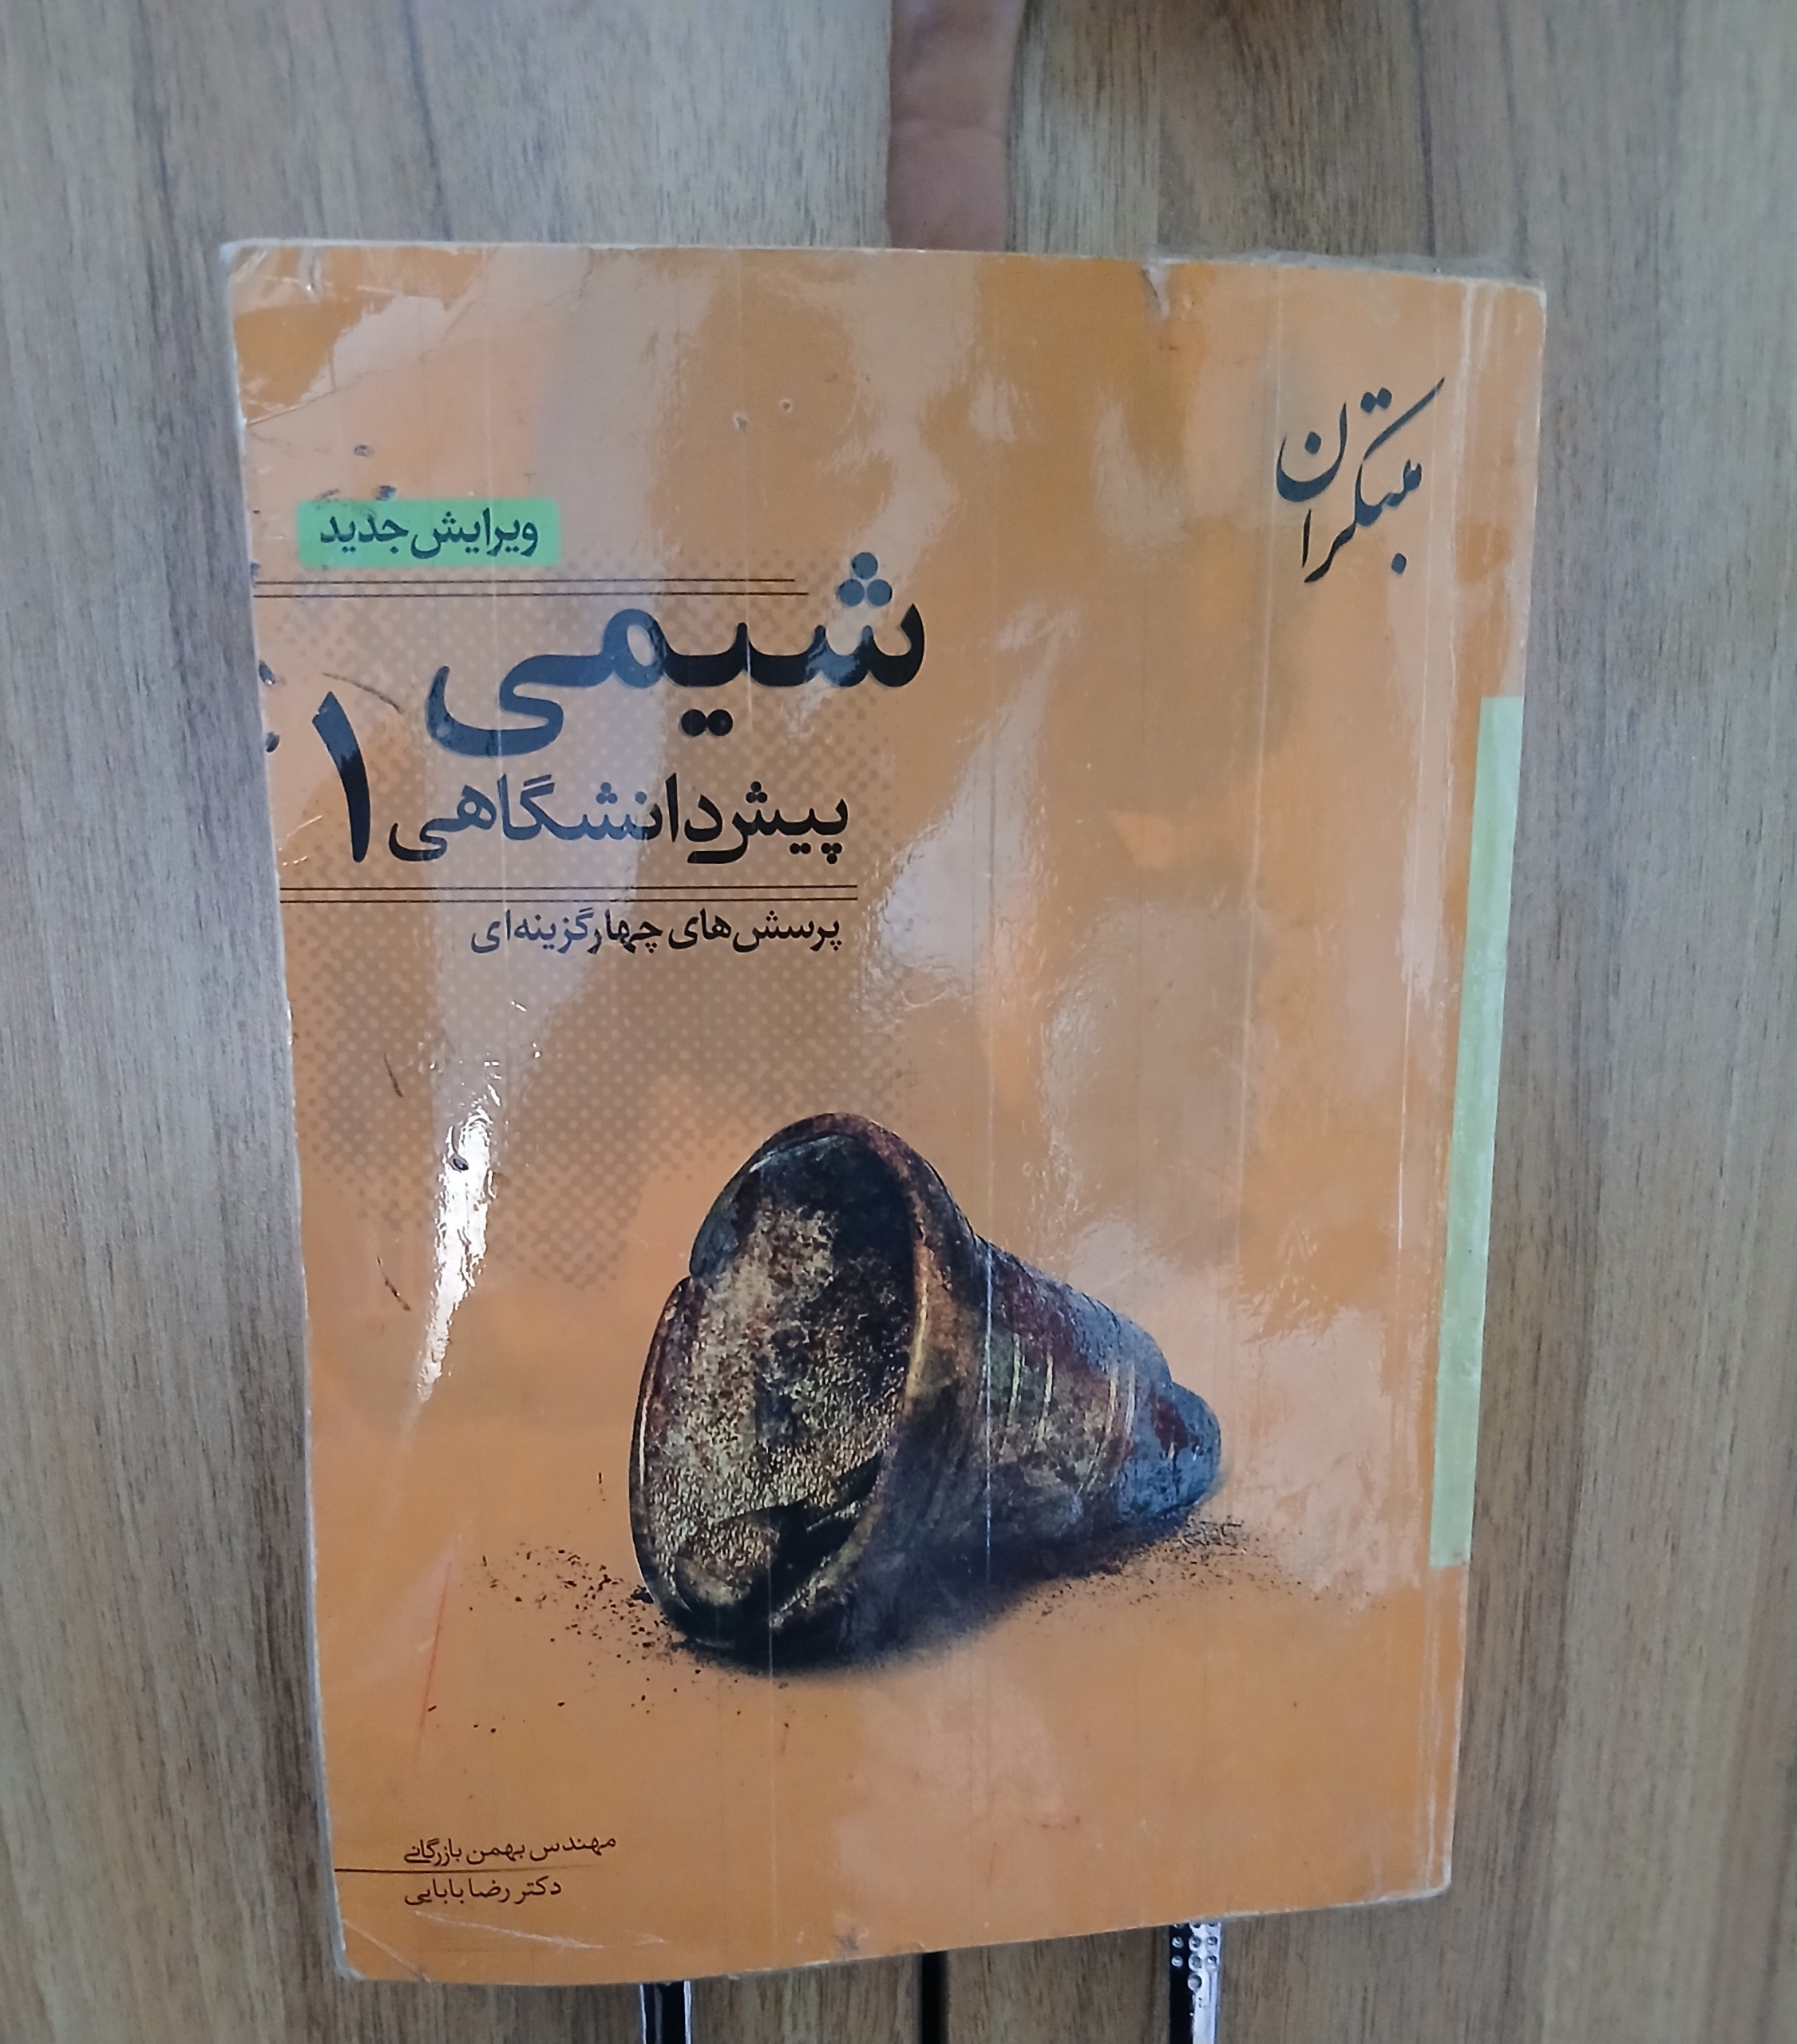 مبتکران
ویرایش جدید
شیمی
پیش‌دانشگاهی ۱
پرسش‌های چهارگزینه‌ای
مهندس بهمن بازرگانی
دکتر رضا بابایی